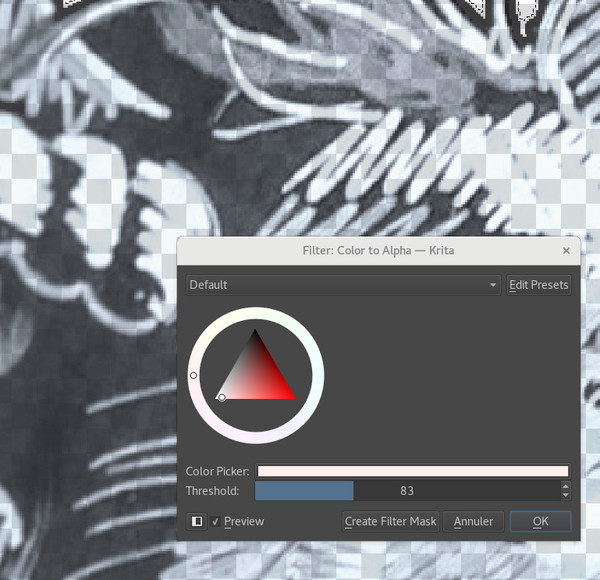 Filter: Color to Alpha — Krita
Default
Edit Presets
Color Picker:
Threshold: 83
Preview
Create Filter Mask
Annuler
OK